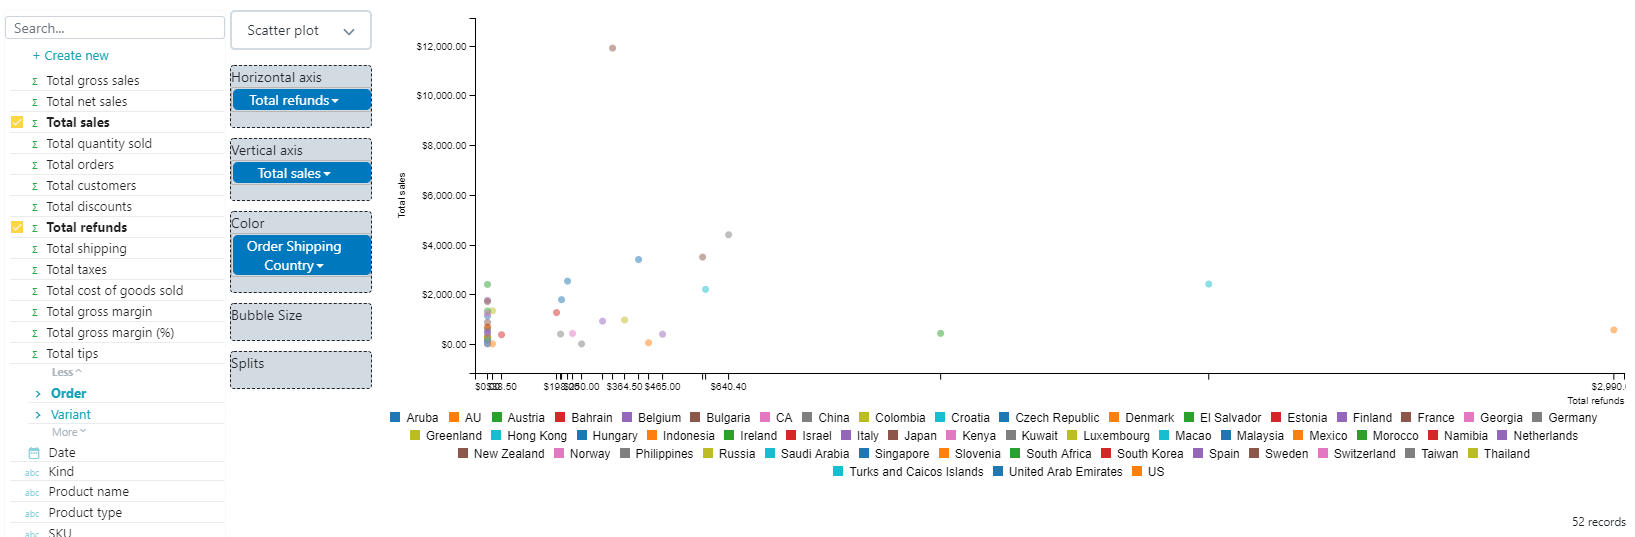 Search...
+ Create new
Σ Total gross sales
Σ Total net sales
Σ Total sales
Σ Total quantity sold
Σ Total orders
Σ Total customers
Σ Total discounts
Σ Total refunds
Σ Total shipping
Σ Total taxes
Σ Total cost of goods sold
Σ Total gross margin
Σ Total gross margin (%)
Σ Total tips
Less
Order
Variant
More
Date
abc Kind
abc Product name
abc Product type
abc SKU
Scatter plot
Horizontal axis
Total refunds
Vertical axis
Total sales
Color
Order Shipping
Country
Bubble Size
Splits
$12,000.00
$10,000.00
$8,000.00
$6,000.00
$4,000.00
$2,000.00
$0.00
Total sales
$364.50 $465.00 $640.40 $2,990.0
Total refunds
Aruba AU Austria Bahrain Belgium Bulgaria CA China Colombia Croatia Czech Republic Denmark El Salvador Estonia Finland France Georgia Germany
Greenland Hong Kong Hungary Indonesia Ireland Israel Italy Japan Kenya Kuwait Luxembourg Macao Malaysia Mexico Morocco Namibia Netherlands
New Zealand Norway Philippines Russia Saudi Arabia Singapore Slovenia South Africa South Korea Spain Sweden Switzerland Taiwan Thailand
Turks and Caicos Islands United Arab Emirates US
52 records